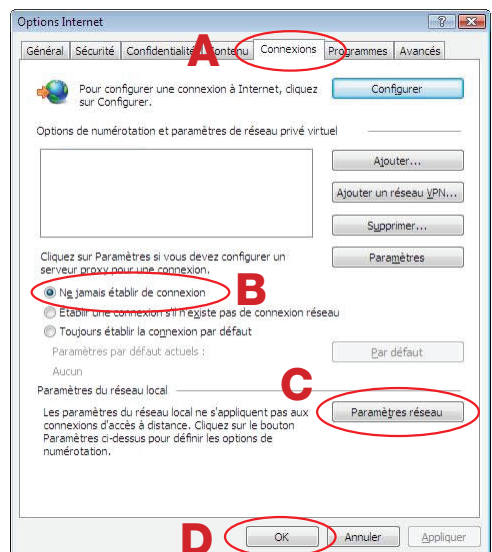 Options Internet
Général Sécurité Confidentialité Contenu Connexions Programmes Avancés
A
Pour configurer une connexion à Internet, cliquez
sur Configurer.
Configurer
Options de numérotation et paramètres de réseau privé virtuel
Ajouter...
Ajouter un réseau VPN...
Supprimer...
Cliquez sur Paramètres si vous devez configurer un
serveur proxy pour une connexion.
Paramètres
B
Ne jamais établir de connexion
Établir une connexion s'il n'existe pas de connexion réseau
Toujours établir la connexion par défaut
Paramètres par défaut actuels :
Par défaut
Aucun
C
Paramètres du réseau local
Les paramètres du réseau local ne s'appliquent pas aux
connexions d'accès à distance. Cliquez sur le bouton
Paramètres ci-dessus pour définir les options de
numérotation.
Paramètres réseau
D
OK Annuler Appliquer